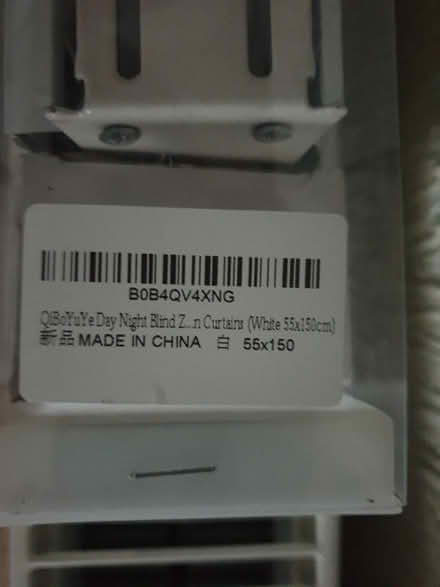 B0B4QV4XNG
QiBoYuYe Day Night Blind Z...n Curtains (White 55x150cm)
新品 MADE IN CHINA 白 55x150